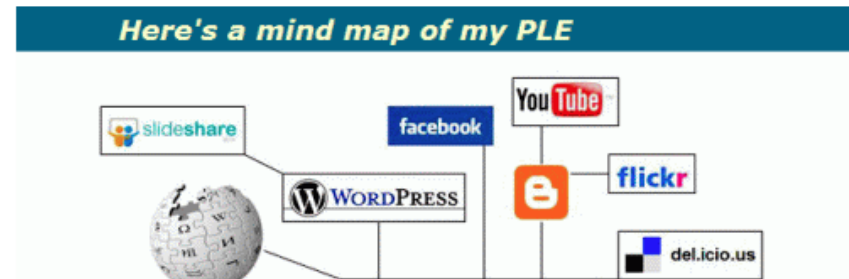 Here's a mind map of my PLE
YouTube
slideshare
facebook
WORDPRESS
flickr
del.icio.us